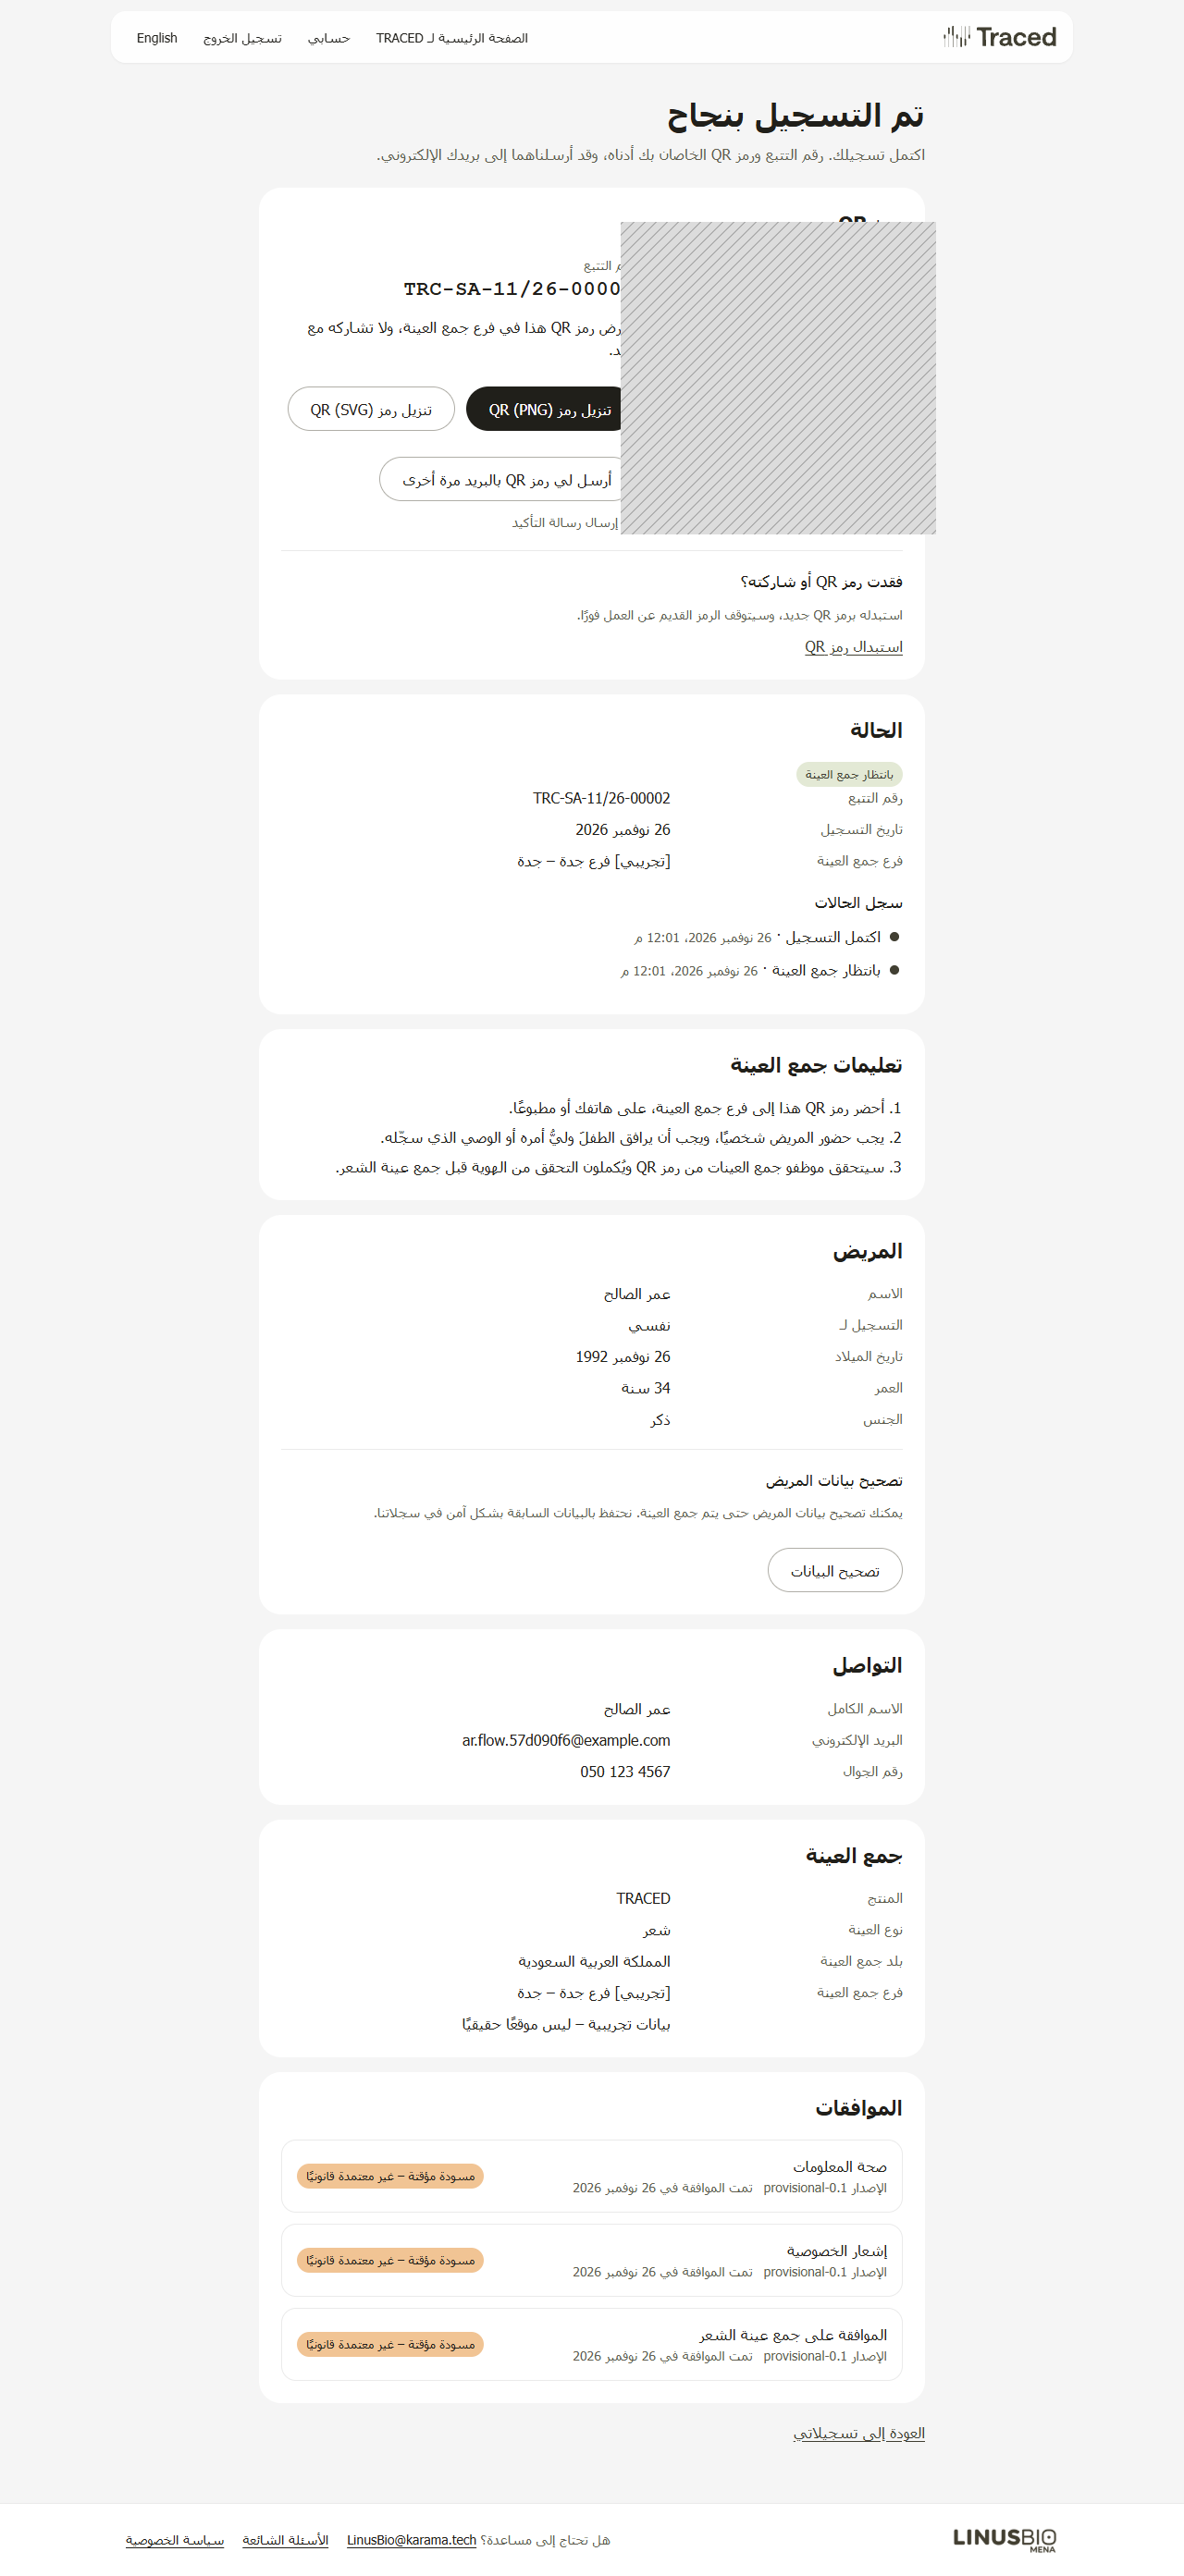 Traced
الصفحة الرئيسية لـ TRACED
حسابي
تسجيل الخروج
English
تم التسجيل بنجاح
اكتمل تسجيلك. رقم التتبع ورمز QR الخاصان بك أدناه، وقد أرسلناهما إلى بريدك الإلكتروني.
QR
التتبع
TRC-SA-11/26-0000
رمز QR هذا في فرع جمع العينة، ولا تشاركه مع
تنزيل رمز QR (PNG)
تنزيل رمز QR (SVG)
أرسل لي رمز QR بالبريد مرة أخرى
إرسال رسالة التأكيد
فقدت رمز QR أو شاركته؟
استبدله برمز QR جديد، وسيتوقف الرمز القديم عن العمل فورًا.
استبدال رمز QR
الحالة
بانتظار جمع العينة
رقم التتبع TRC-SA-11/26-00002
تاريخ التسجيل 26 نوفمبر 2026
فرع جمع العينة [تجريبي] فرع جدة – جدة
سجل الحالات
اكتمل التسجيل · 26 نوفمبر 2026، 12:01 م
بانتظار جمع العينة · 26 نوفمبر 2026، 12:01 م
تعليمات جمع العينة
1. أحضر رمز QR هذا إلى فرع جمع العينة، على هاتفك أو مطبوعًا.
2. يجب حضور المريض شخصيًا، ويجب أن يرافق الطفلَ وليُّ أمره أو الوصي الذي سجّله.
3. سيتحقق موظفو جمع العينات من رمز QR ويُكملون التحقق من الهوية قبل جمع عينة الشعر.
المريض
الاسم عمر الصالح
التسجيل لـ نفسي
تاريخ الميلاد 26 نوفمبر 1992
العمر 34 سنة
الجنس ذكر
تصحيح بيانات المريض
يمكنك تصحيح بيانات المريض حتى يتم جمع العينة. نحتفظ بالبيانات السابقة بشكل آمن في سجلاتنا.
تصحيح البيانات
التواصل
الاسم الكامل عمر الصالح
البريد الإلكتروني ar.flow.57d090f6@example.com
رقم الجوال 050 123 4567
جمع العينة
المنتج TRACED
نوع العينة شعر
بلد جمع العينة المملكة العربية السعودية
فرع جمع العينة [تجريبي] فرع جدة – جدة
بيانات تجريبية – ليس موقعًا حقيقيًا
الموافقات
صحة المعلومات
الإصدار provisional-0.1 تمت الموافقة في 26 نوفمبر 2026
مسودة مؤقتة – غير معتمدة قانونيًا
إشعار الخصوصية
الإصدار provisional-0.1 تمت الموافقة في 26 نوفمبر 2026
مسودة مؤقتة – غير معتمدة قانونيًا
الموافقة على جمع عينة الشعر
الإصدار provisional-0.1 تمت الموافقة في 26 نوفمبر 2026
مسودة مؤقتة – غير معتمدة قانونيًا
العودة إلى تسجيلاتي
LINUSBIO
MENA
هل تحتاج إلى مساعدة؟ LinusBio@karama.tech
الأسئلة الشائعة
سياسة الخصوصية